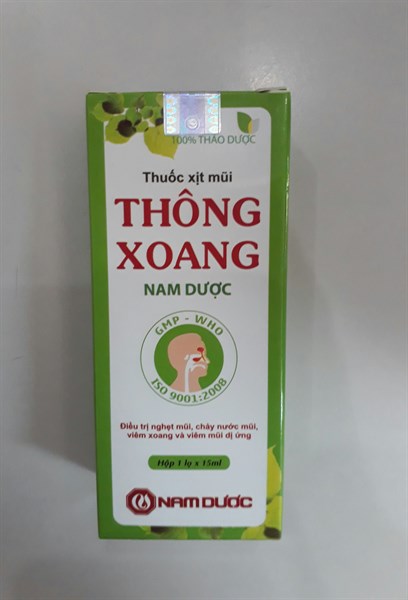 100% THẢO DƯỢC
Thuốc xịt mũi
THÔNG
XOANG
NAM DƯỢC
GMP - WHO
ISO 9001:2008
Điều trị nghẹt mũi, chảy nước mũi,
viêm xoang và viêm mũi dị ứng
Hộp 1 lọ x 15ml
NAM DƯỢC